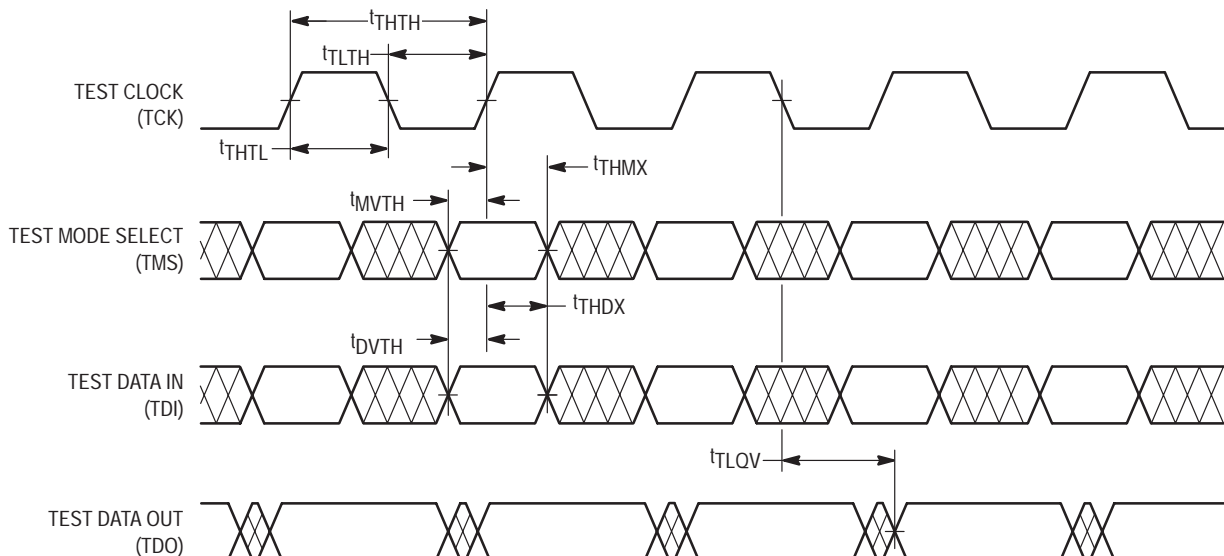 tTHTH
tTLTH
TEST CLOCK
(TCK)
tTHTL
tTHMX
tMVTH
TEST MODE SELECT
(TMS)
tTHDX
tDVTH
TEST DATA IN
(TDI)
tTLQV
TEST DATA OUT
(TDO)